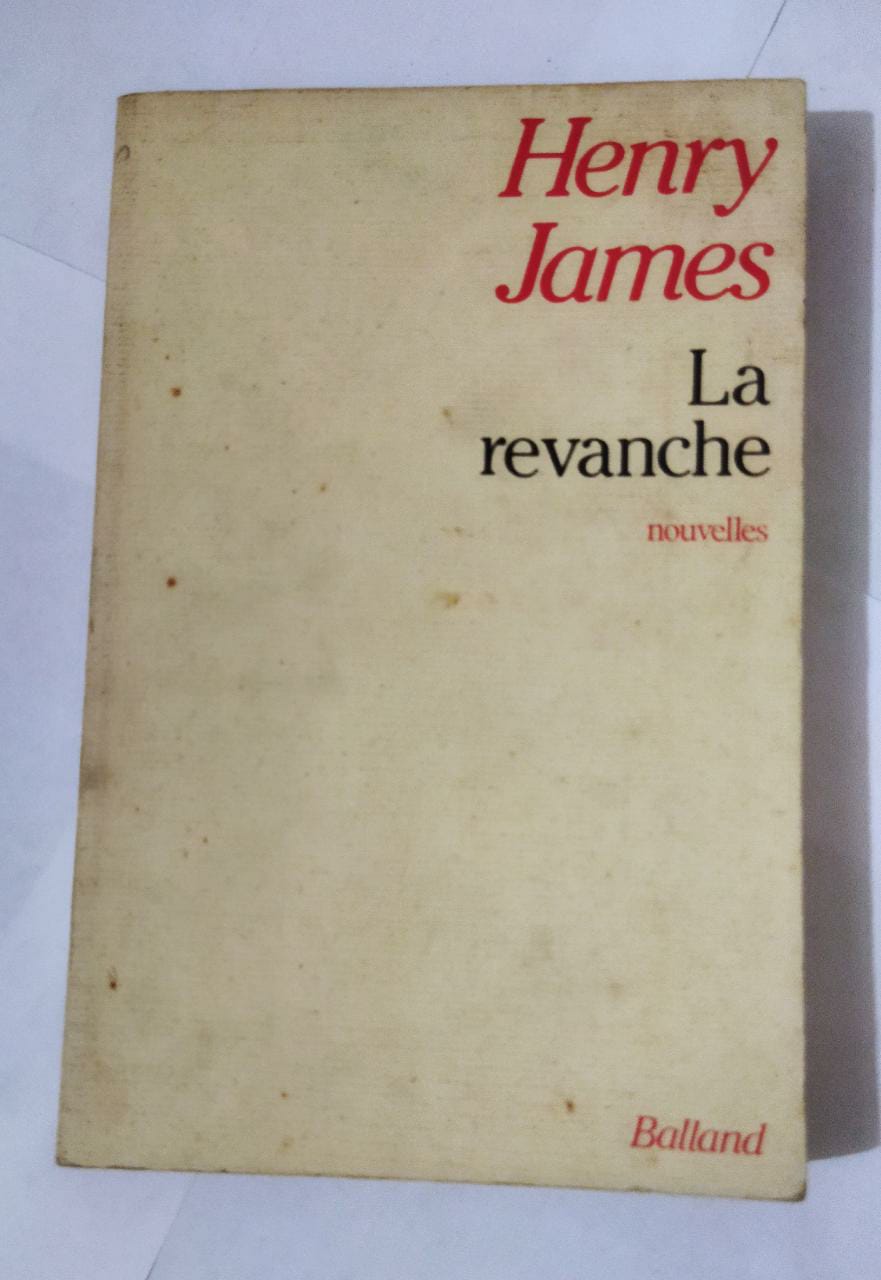 Henry
James
La
revanche
nouvelles
Balland